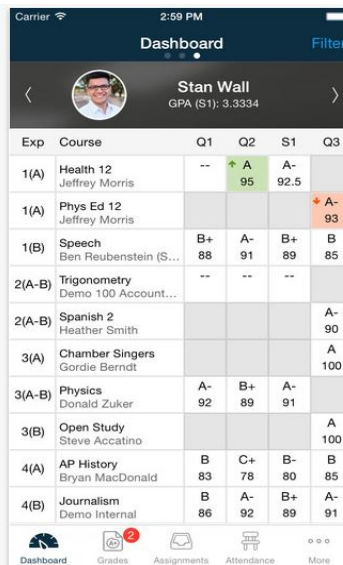 Carrier 2:59 PM
Dashboard Filter
Stan Wall
GPA (S1): 3.3334
Exp Course Q1 Q2 S1 Q3
1(A) Health 12 -- A A-
Jeffrey Morris 95 92.5
1(A) Phys Ed 12 A-
Jeffrey Morris 93
1(B) Speech B+ A- B+ B
Ben Reubenstein (S... 88 91 89 85
2(A-B) Trigonometry -- -- --
Demo 100 Account...
2(A-B) Spanish 2 A-
Heather Smith 90
3(A) Chamber Singers A
Gordie Berndt 100
3(A-B) Physics A- B+ A-
Donald Zuker 92 89 91
3(B) Open Study A
Steve Accatino 100
4(A) AP History B C+ B- B
Bryan MacDonald 83 78 80 85
4(B) Journalism B A- B+ A-
Demo Internal 86 92 89 91
A+ 2
Dashboard Grades Assignments Attendance More